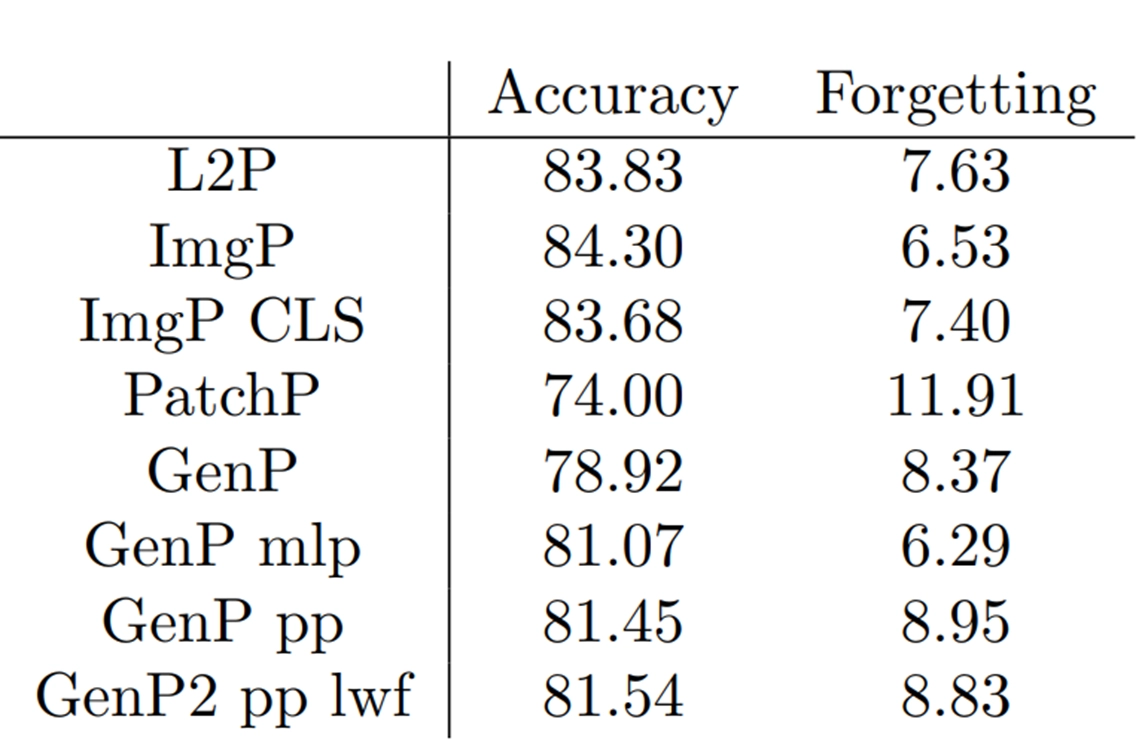 Accuracy Forgetting
L2P 83.83 7.63
ImgP 84.30 6.53
ImgP CLS 83.68 7.40
PatchP 74.00 11.91
GenP 78.92 8.37
GenP mlp 81.07 6.29
GenP pp 81.45 8.95
GenP2 pp lwf 81.54 8.83